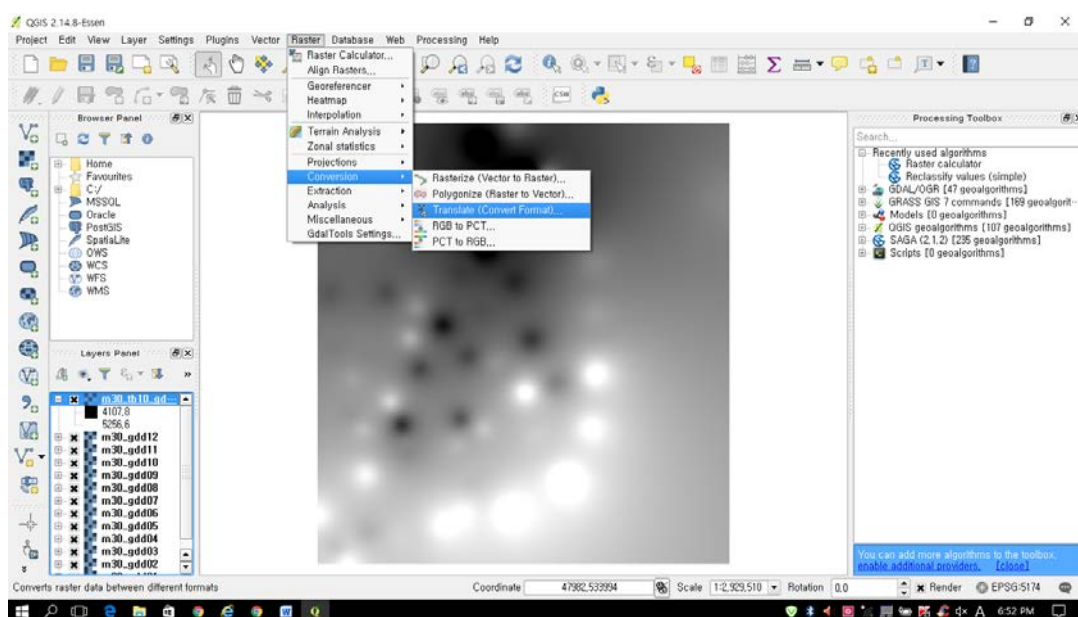 QGIS 2.14.8-Essen
Project Edit View Layer Settings Plugins Vector Raster Database Web Processing Help
Raster Calculator...
Align Rasters...
Georeferencer
Heatmap
Interpolation
Terrain Analysis
Zonal statistics
Projections
Conversion
Extraction
Analysis
Miscellaneous
GdalTools Settings...
Rasterize (Vector to Raster)...
Polygonize (Raster to Vector)...
Translate (Convert Format)...
RGB to PCT...
PCT to RGB...
Browser Panel
Home
Favourites
C:/
MSSQL
Oracle
PostGIS
SpatiaLite
OWS
WCS
WFS
WMS
Layers Panel
m30_tb10_gd...
4107,8
5256,6
m30_gdd12
m30_gdd11
m30_gdd10
m30_gdd09
m30_gdd08
m30_gdd07
m30_gdd06
m30_gdd05
m30_gdd04
m30_gdd03
m30_gdd02
Processing Toolbox
Search...
Recently used algorithms
Raster calculator
Reclassify values (simple)
GDAL/OGR [47 geoalgorithms]
GRASS GIS 7 commands [169 geoalgorit...
Models [0 geoalgorithms]
QGIS geoalgorithms [107 geoalgorithms]
SAGA (2.1.2) [235 geoalgorithms]
Scripts [0 geoalgorithms]
You can add more algorithms to the toolbox.
enable additional providers. [close]
Converts raster data between different formats
Coordinate 47982,533994 Scale 1:2,929,510 Rotation 0,0 Render EPSG:5174
A 6:52 PM